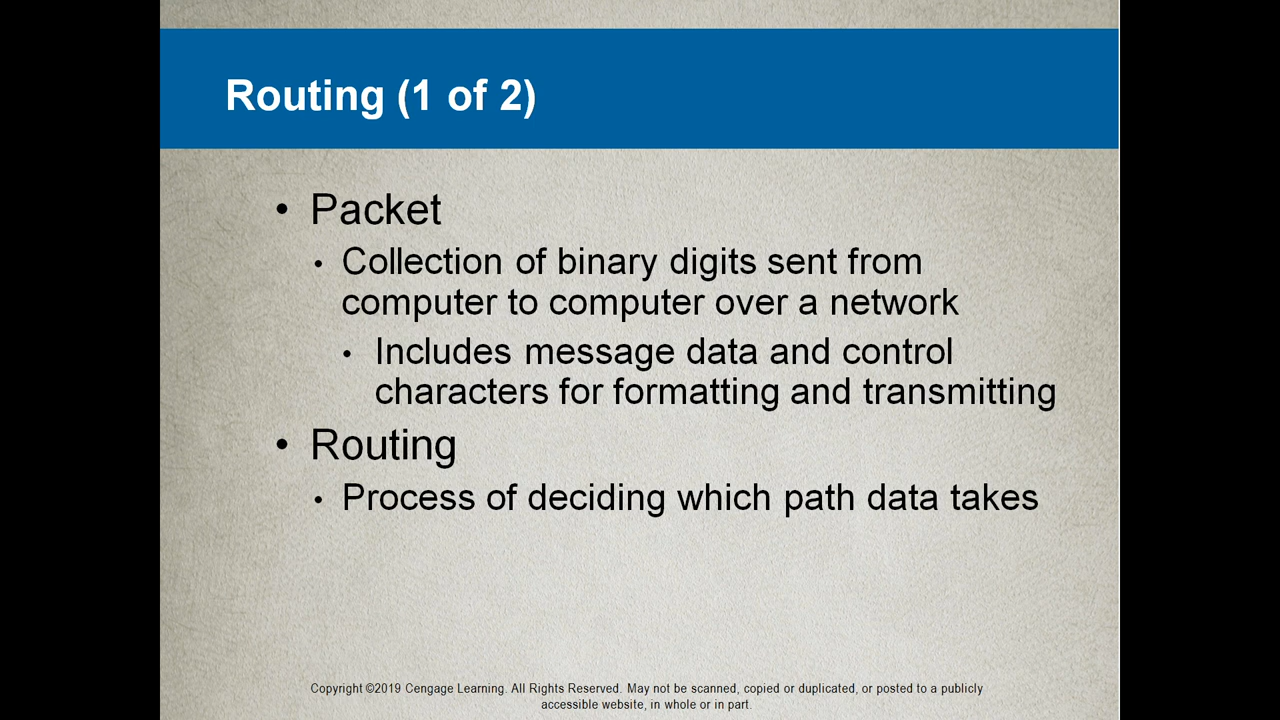 Routing (1 of 2)
• Packet
• Collection of binary digits sent from
computer to computer over a network
• Includes message data and control
characters for formatting and transmitting
• Routing
• Process of deciding which path data takes
Copyright ©2019 Cengage Learning. All Rights Reserved. May not be scanned, copied or duplicated, or posted to a publicly
accessible website, in whole or in part.